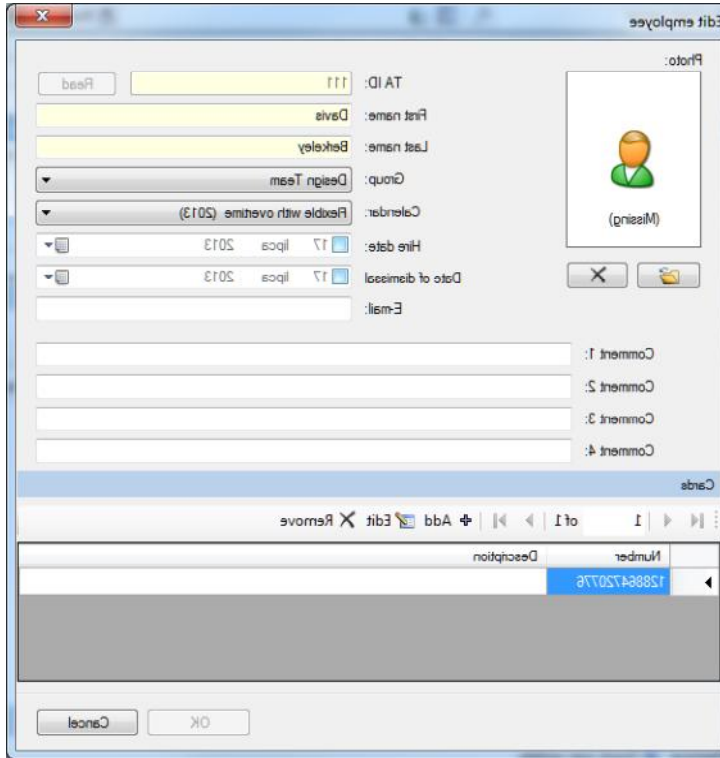 Edit employee
Photo:
(Missing)
TA ID: 111 Read
First name: Davis
Last name: Berkeley
Group: Design Team
Calendar: Flexible with overtime (2013)
Hire date: 17 lipca 2013
Date of dismissal 17 lipca 2013
E-mail:
Comment 1:
Comment 2:
Comment 3:
Comment 4:
Cards
1 of 1 Add Edit Remove
Number Description
128864720776
OK Cancel